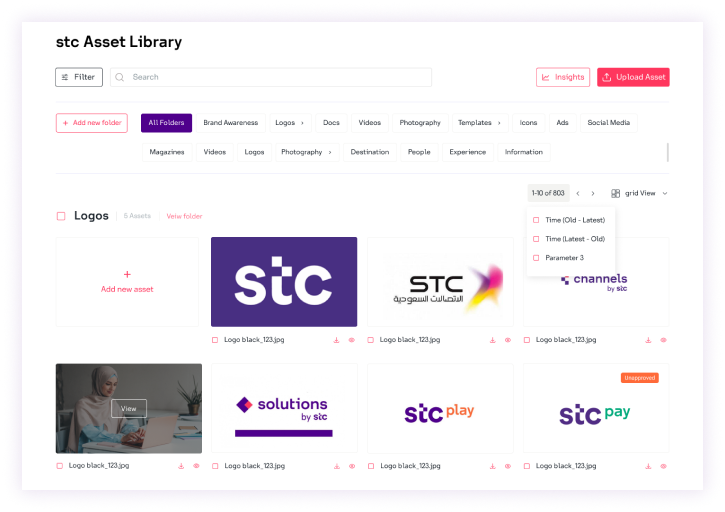 stc Asset Library
Filter
Search
Insights
Upload Asset
+ Add new folder
All Folders
Brand Awareness
Logos >
Docs
Videos
Photography
Templates >
Icons
Ads
Social Media
Magazines
Videos
Logos
Photography >
Destination
People
Experience
Information
1-10 of 803 < >
grid View
Time (Old - Latest)
Time (Latest - Old)
Parameter 3
Logos
6 Assets
Veiw folder
+
Add new asset
stc
STC
الاتصالات السعودية
channels
by stc
Logo black_123.jpg
Logo black_123.jpg
Logo black_123.jpg
View
solutions
by stc
stc play
Unapproved
stc pay
Logo black_123.jpg
Logo black_123.jpg
Logo black_123.jpg
Logo black_123.jpg